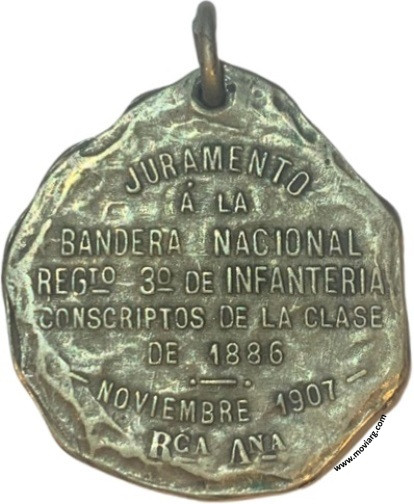 JURAMENTO
Á LA
BANDERA NACIONAL
REGTO 3º DE INFANTERIA
CONSCRIPTOS DE LA CLASE
DE 1886
NOVIEMBRE 1907
RCA ANA
www.moviarg.com